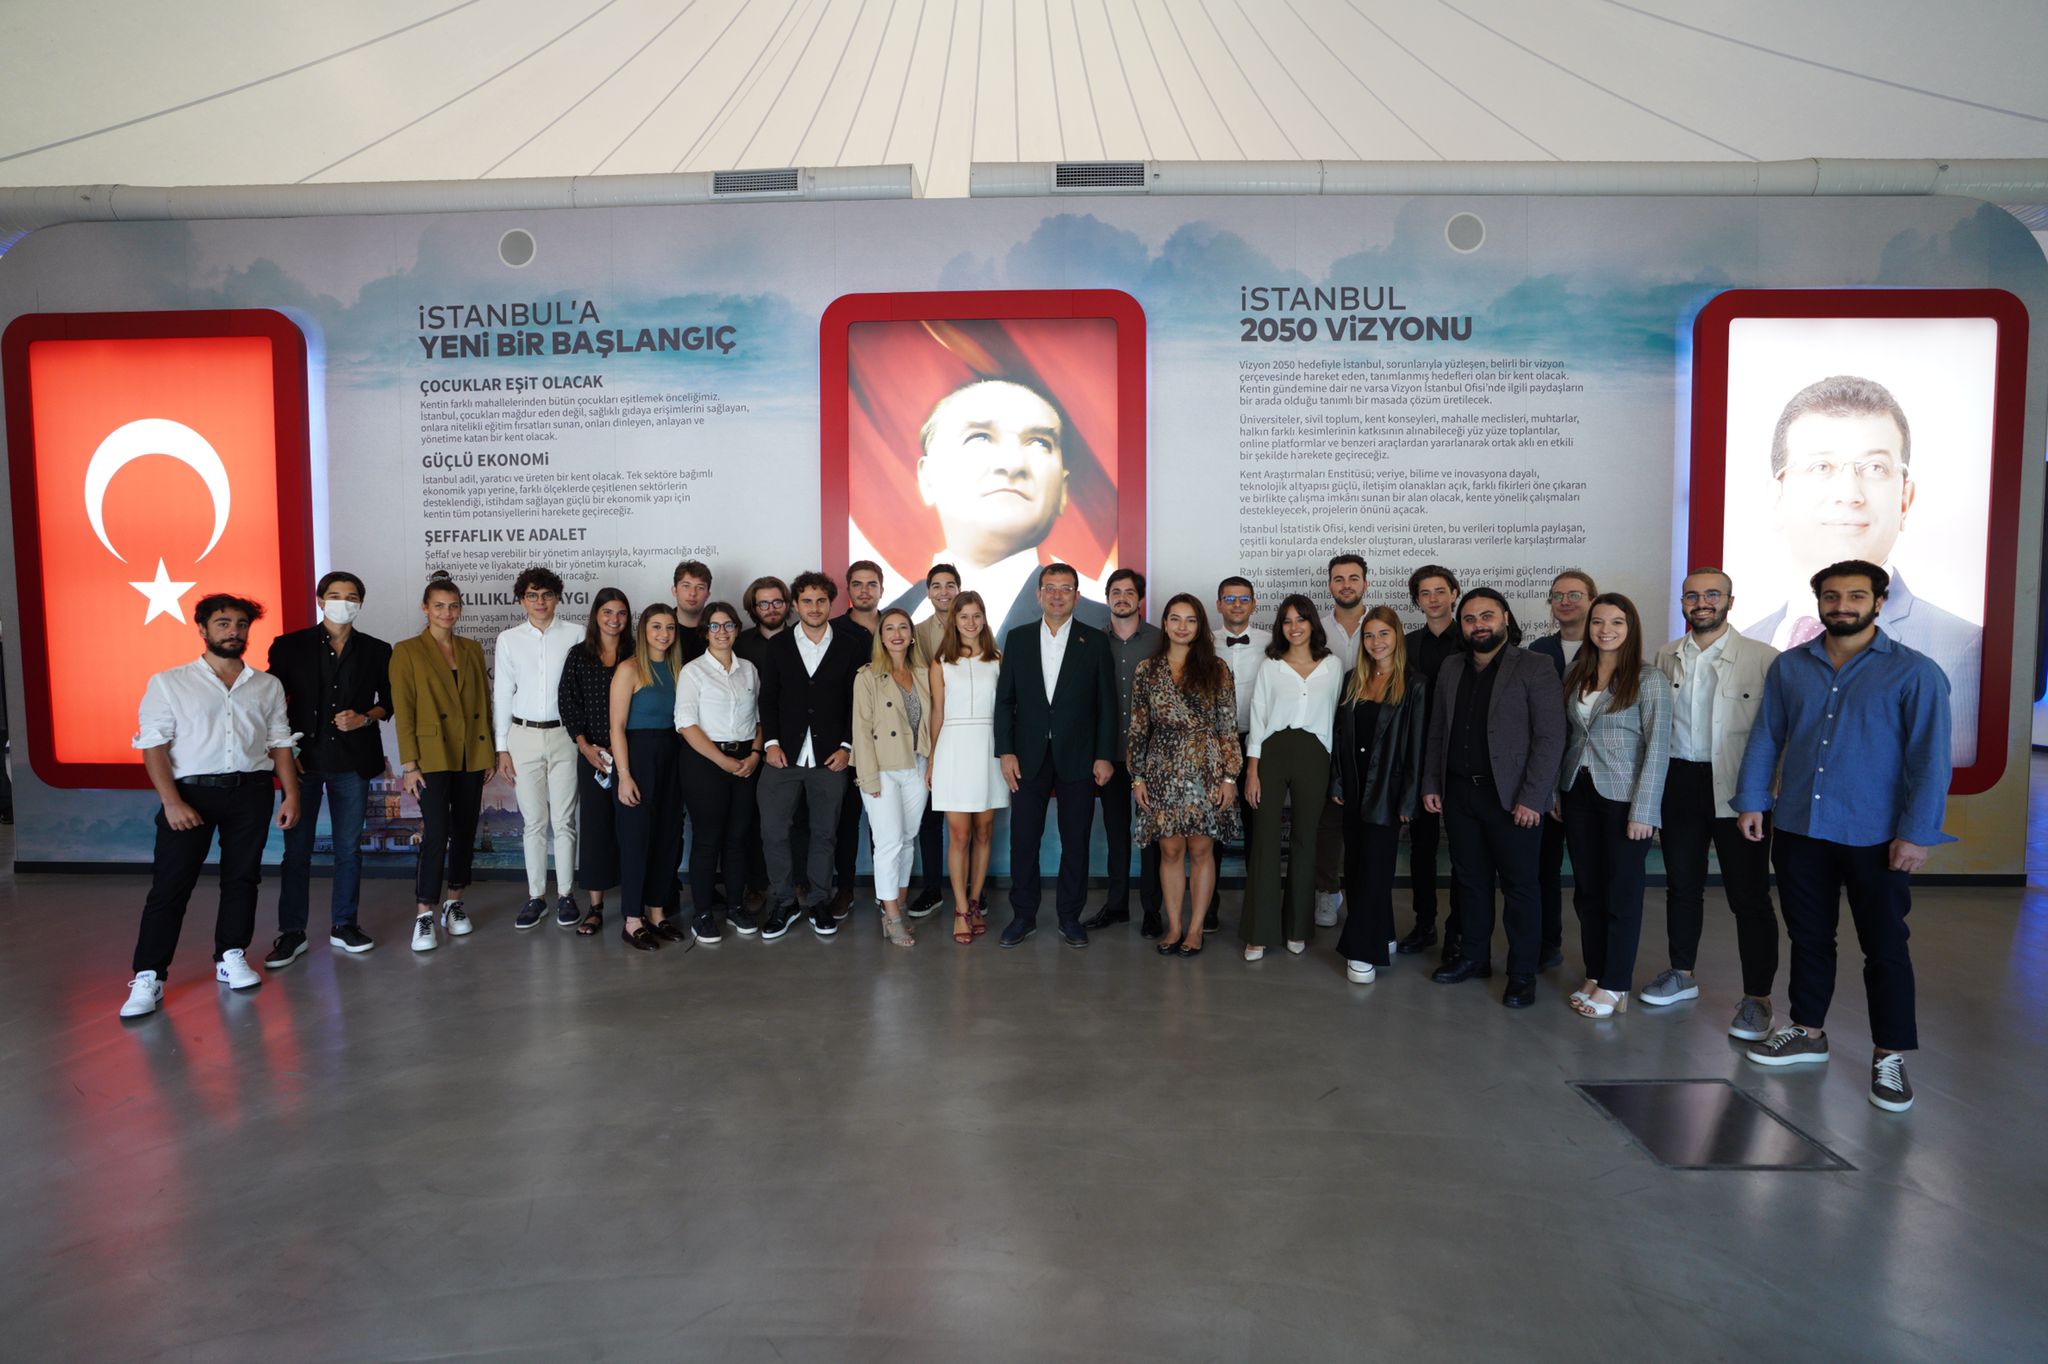 İSTANBUL'A
YENİ BİR BAŞLANGIÇ
ÇOCUKLAR EŞİT OLACAK
Kentin farklı mahallelerinden bütün çocukları eşitlemek önceliğimiz.
İstanbul, çocukları mağdur eden değil, sağlıklı gıdaya erişimlerini sağlayan,
onlara nitelikli eğitim fırsatları sunan, onları dinleyen, anlayan ve
yönetime katan bir kent olacak.
GÜÇLÜ EKONOMİ
İstanbul adil, yaratıcı ve üreten bir kent olacak. Tek sektöre bağımlı
ekonomik yapı yerine, farklı ölçeklerde çeşitlenen sektörlerin
desteklendiği, istihdam sağlayan güçlü bir ekonomik yapı için
kentin tüm potansiyellerini harekete geçireceğiz.
ŞEFFAFLIK VE ADALET
Şeffaf ve hesap verebilir bir yönetim anlayışıyla, kayırmacılığa değil,
hakkaniyete ve liyakate dayalı bir yönetim kuracak,
yeniden
İSTANBUL
2050 VİZYONU
Vizyon 2050 hedefiyle İstanbul, sorunlarıyla yüzleşen, belirli bir vizyon
çerçevesinde hareket eden, tanımlanmış hedefleri olan bir kent olacak.
Kentin gündemine dair ne varsa Vizyon İstanbul Ofisi'nde ilgili paydaşların
bir arada olduğu tanımlı bir masada çözüm üretilecek.
Üniversiteler, sivil toplum, kent konseyleri, mahalle meclisleri, muhtarlar,
halkın farklı kesimlerinin katkısının alınabileceği yüz yüze toplantılar,
online platformlar ve benzeri araçlardan yararlanarak ortak aklı en etkili
bir şekilde harekete geçireceğiz.
Kent Araştırmaları Enstitüsü; veriye, bilime ve inovasyona dayalı,
teknolojik altyapısı güçlü, iletişim olanakları açık, farklı fikirleri öne çıkaran
ve birlikte çalışma imkânı sunan bir alan olacak, kente yönelik çalışmaları
destekleyecek, projelerin önünü açacak.
İstanbul İstatistik Ofisi, kendi verisini üreten, bu verileri toplumla paylaşan,
çeşitli konularda endeksler oluşturan, uluslararası verilerle karşılaştırmalar
yapan bir yapı olarak kente hizmet edecek.
Raylı sistemleri, bisiklet ve yaya erişimi güçlendirilmiş
ulaşımın ulaşım